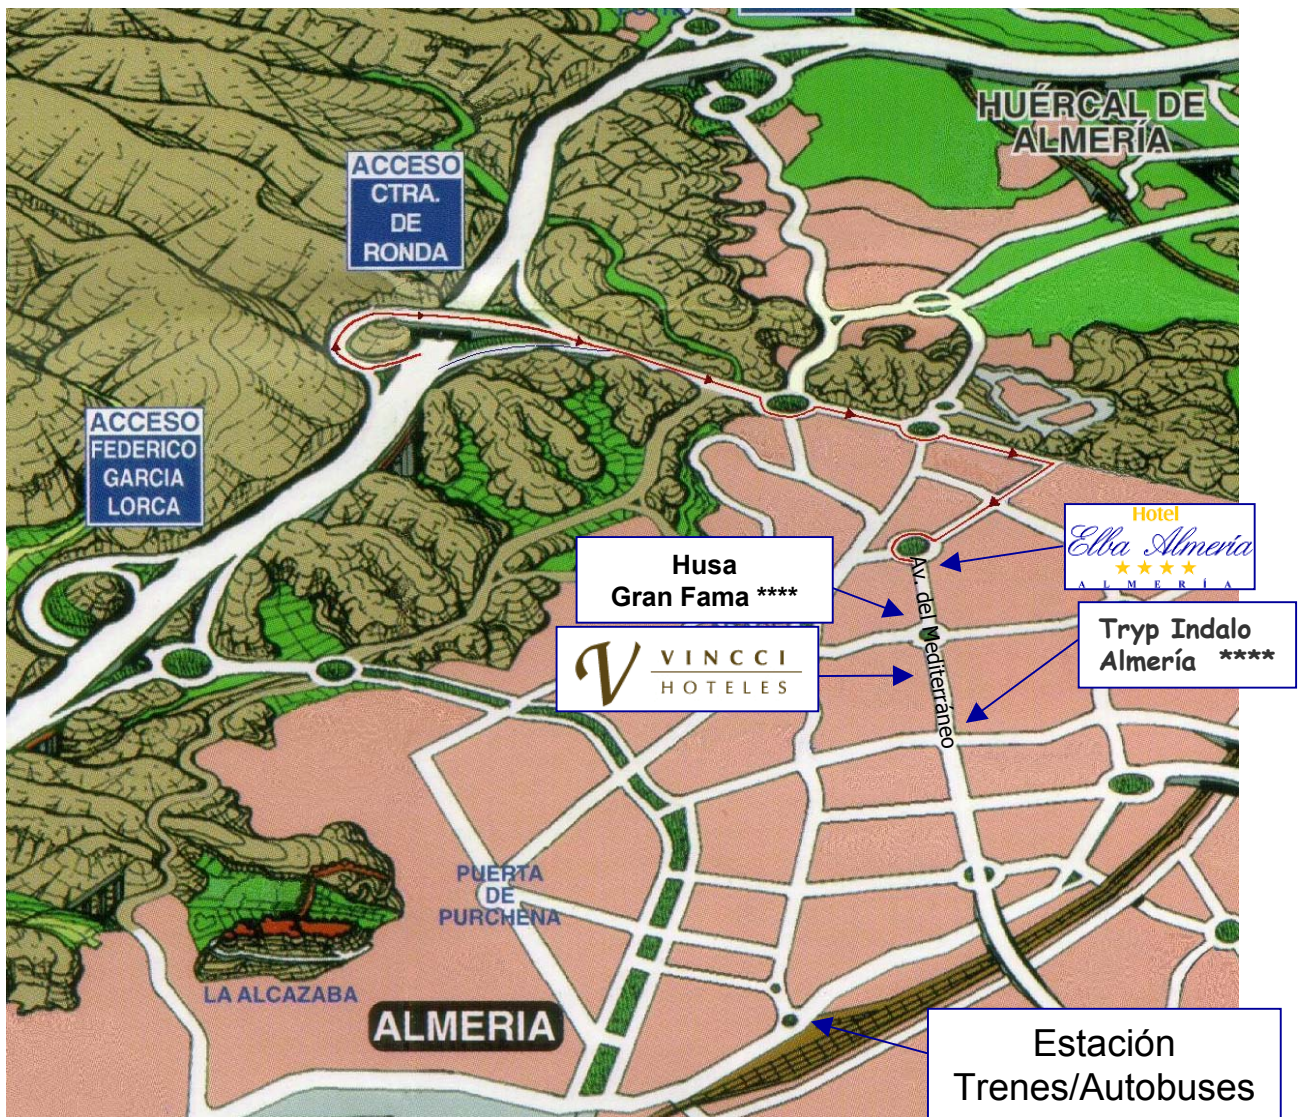 HUÉRCAL DE
ALMERÍA
ACCESO
CTRA.
DE
RONDA
ACCESO
FEDERICO
GARCIA
LORCA
Hotel
Elba Almería
★★★★
ALMERÍA
Husa
Gran Fama ****
Av. del Mediterráneo
VINCCI
HOTELES
Tryp Indalo
Almería ****
PUERTA
DE
PURCHENA
LA ALCAZABA
ALMERIA
Estación
Trenes/Autobuses